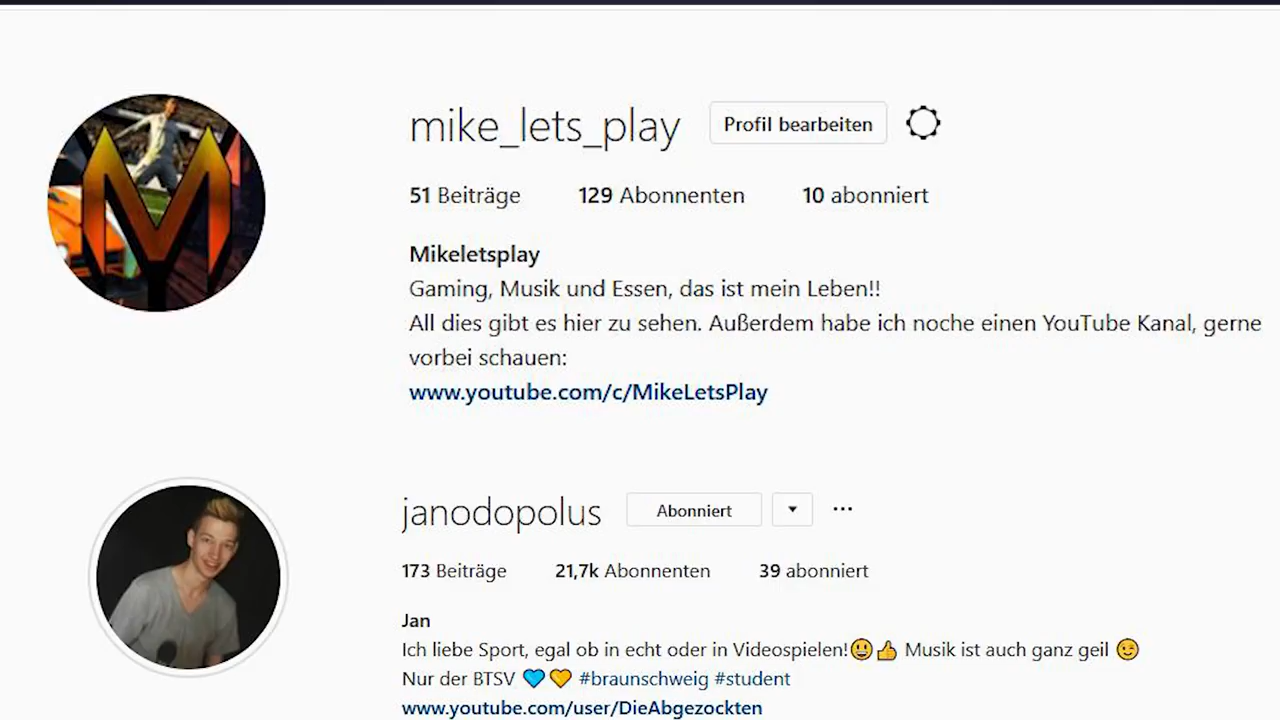 mike_lets_play Profil bearbeiten
51 Beiträge 129 Abonnenten 10 abonniert
Mikeletsplay
Gaming, Musik und Essen, das ist mein Leben!!
All dies gibt es hier zu sehen. Außerdem habe ich noche einen YouTube Kanal, gerne
vorbei schauen:
www.youtube.com/c/MikeLetsPlay
janodopolus Abonniert ▼ ...
173 Beiträge 21,7k Abonnenten 39 abonniert
Jan
Ich liebe Sport, egal ob in echt oder in Videospielen!😃👍 Musik ist auch ganz geil 😉
Nur der BTSV 💙💛 #braunschweig #student
www.youtube.com/user/DieAbgezockten